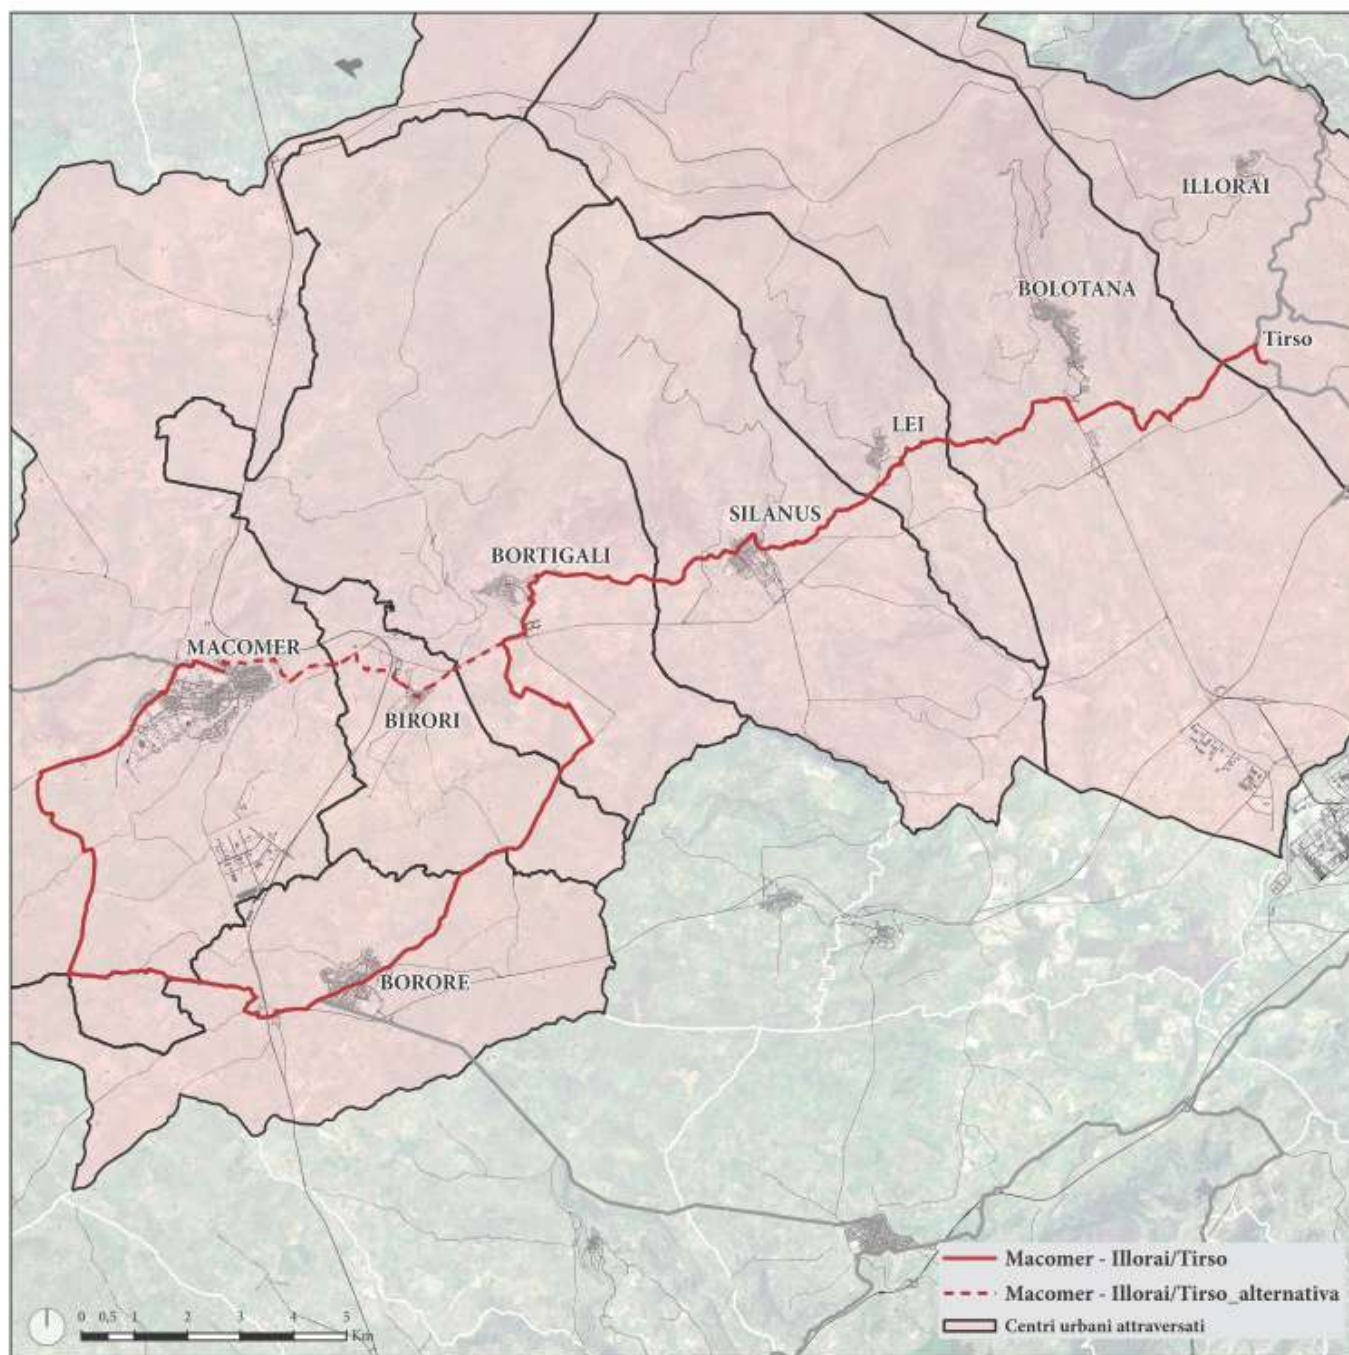 ILLORAI
BOLOTANA
Tirso
LEI
SILANUS
BORTIGALI
MACOMER
BIRORI
BORORE
Macomer - Illorai/Tirso
Macomer - Illorai/Tirso_alternativa
Centri urbani attraversati
0 0,5 1 2 3 4 5
Km